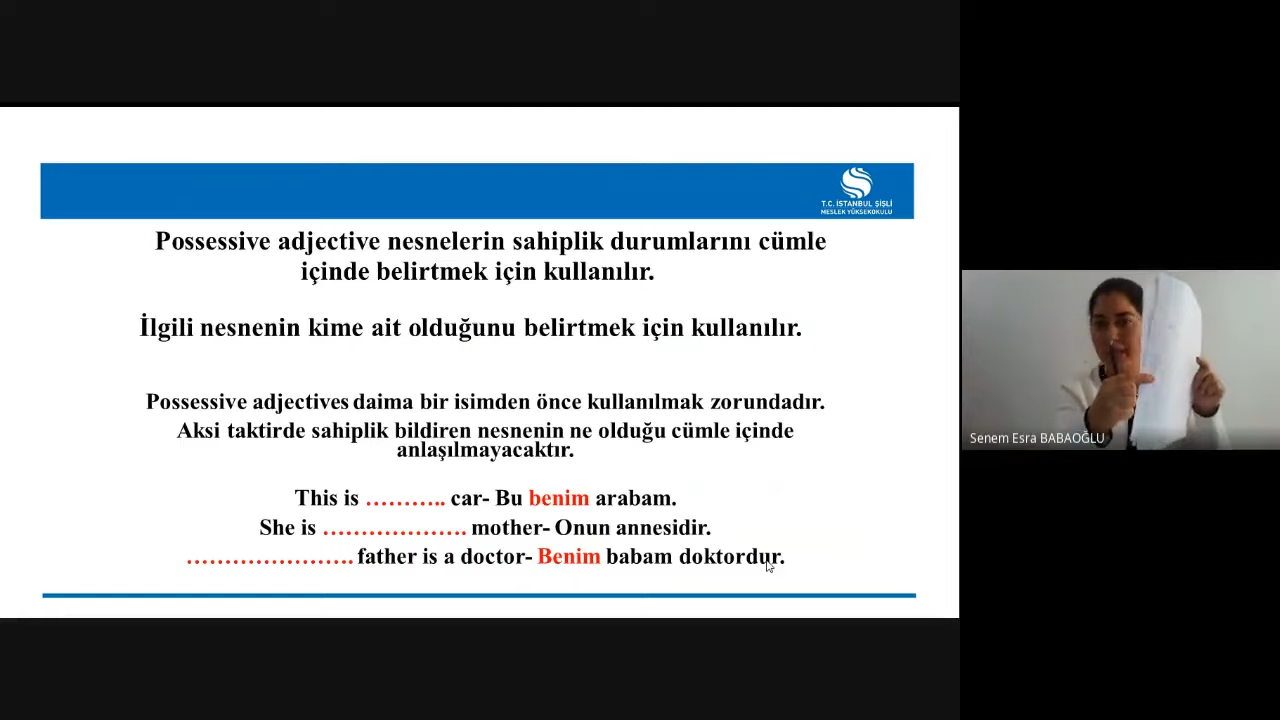 T.C. İSTANBUL ŞİŞLİ
MESLEK YÜKSEKOKULU
Possessive adjective nesnelerin sahiplik durumlarını cümle
içinde belirtmek için kullanılır.
İlgili nesnenin kime ait olduğunu belirtmek için kullanılır.
Possessive adjectives daima bir isimden önce kullanılmak zorundadır.
Aksi taktirde sahiplik bildiren nesnenin ne olduğu cümle içinde
anlaşılmayacaktır.
This is ……….. car- Bu benim arabam.
She is ………………. mother- Onun annesidir.
…………………. father is a doctor- Benim babam doktordur.
Senem Esra BABAOĞLU